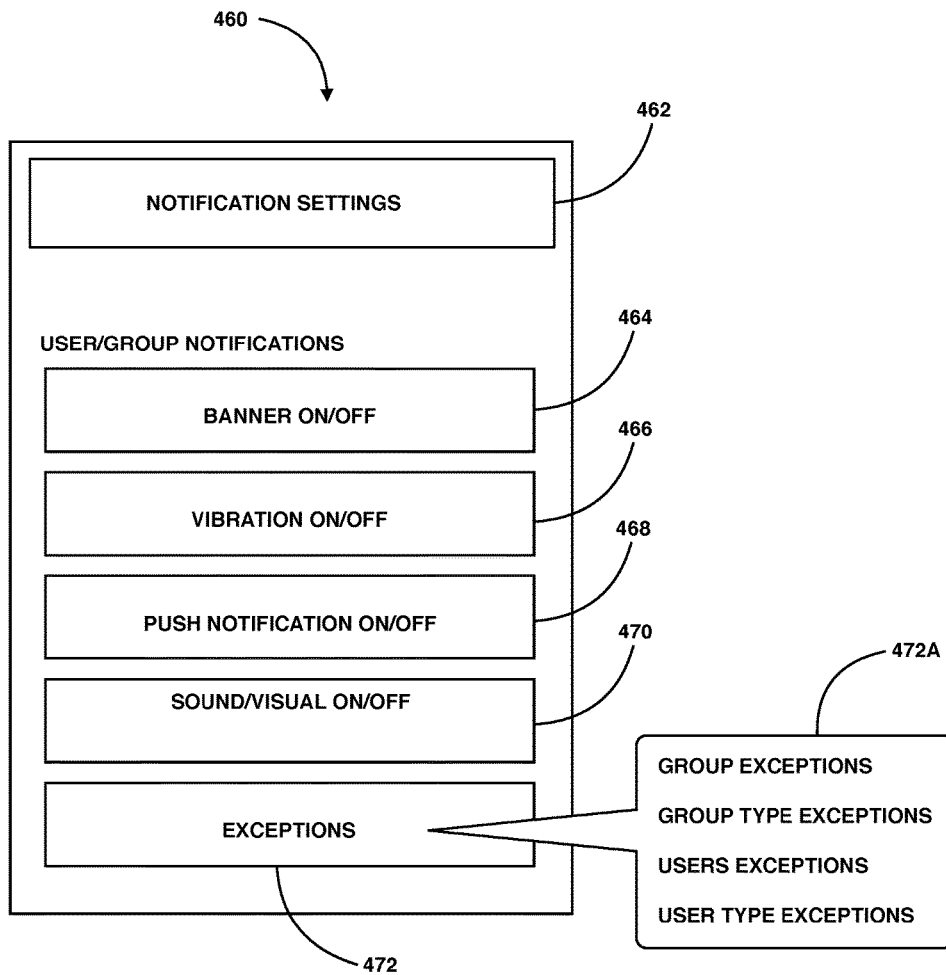 460
462
NOTIFICATION SETTINGS
464
USER/GROUP NOTIFICATIONS
BANNER ON/OFF
466
VIBRATION ON/OFF
468
PUSH NOTIFICATION ON/OFF
470
SOUND/VISUAL ON/OFF
472A
GROUP EXCEPTIONS
GROUP TYPE EXCEPTIONS
EXCEPTIONS
USERS EXCEPTIONS
USER TYPE EXCEPTIONS
472